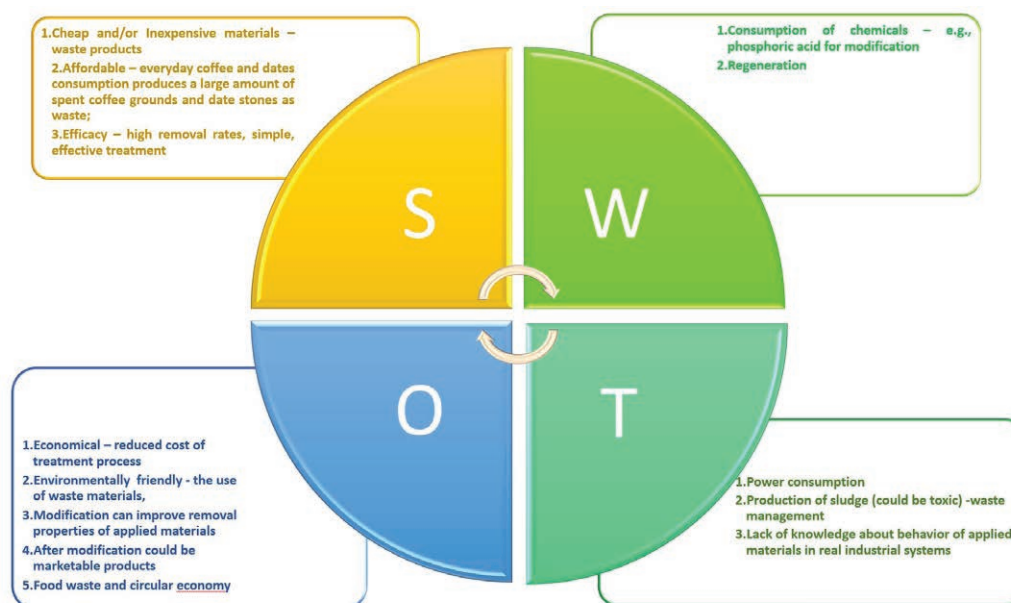 1.Cheap and/or Inexpensive materials –
waste products
2.Affordable – everyday coffee and dates
consumption produces a large amount of
spent coffee grounds and date stones as
waste;
3.Efficacy – high removal rates, simple,
effective treatment
1.Consumption of chemicals – e.g.,
phosphoric acid for modification
2.Regeneration
S
W
O
T
1.Economical – reduced cost of
treatment process
2.Environmentally friendly - the use
of waste materials,
3.Modification can improve removal
properties of applied materials
4.After modification could be
marketable products
5.Food waste and circular economy
1.Power consumption
2.Production of sludge (could be toxic) -waste
management
3.Lack of knowledge about behavior of applied
materials in real industrial systems